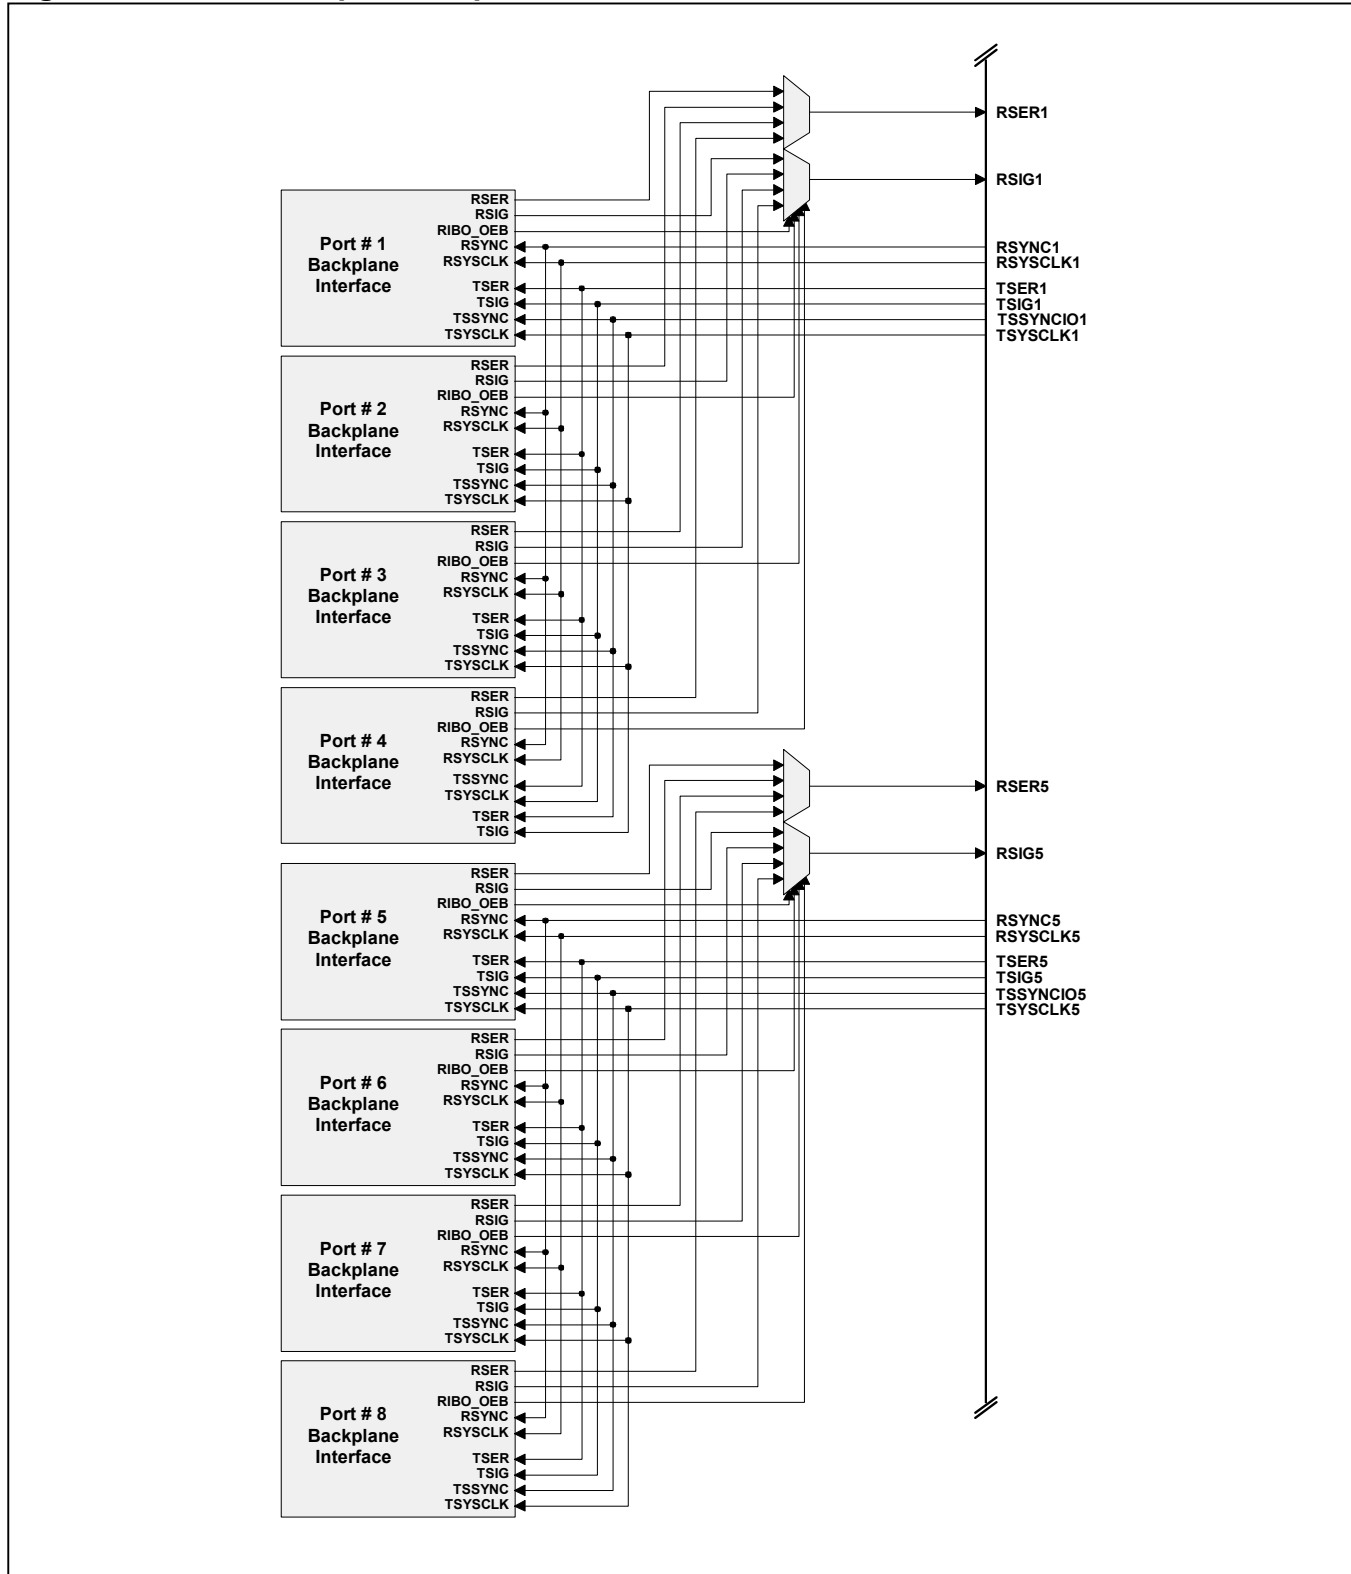 RSER1
RSIG1
Port # 1
Backplane
Interface
RSER
RSIG
RIBO_OEB
RSYNC
RSYSCLK
TSER
TSIG
TSSYNC
TSYSCLK
RSYNC1
RSYSCLK1
TSER1
TSIG1
TSSYNCIO1
TSYSCLK1
Port # 2
Backplane
Interface
RSER
RSIG
RIBO_OEB
RSYNC
RSYSCLK
TSER
TSIG
TSSYNC
TSYSCLK
Port # 3
Backplane
Interface
RSER
RSIG
RIBO_OEB
RSYNC
RSYSCLK
TSER
TSIG
TSSYNC
TSYSCLK
Port # 4
Backplane
Interface
RSER
RSIG
RIBO_OEB
RSYNC
RSYSCLK
TSSYNC
TSYSCLK
TSER
TSIG
RSER5
RSIG5
Port # 5
Backplane
Interface
RSER
RSIG
RIBO_OEB
RSYNC
RSYSCLK
TSER
TSIG
TSSYNC
TSYSCLK
RSYNC5
RSYSCLK5
TSER5
TSIG5
TSSYNCIO5
TSYSCLK5
Port # 6
Backplane
Interface
RSER
RSIG
RIBO_OEB
RSYNC
RSYSCLK
TSER
TSIG
TSSYNC
TSYSCLK
Port # 7
Backplane
Interface
RSER
RSIG
RIBO_OEB
RSYNC
RSYSCLK
TSER
TSIG
TSSYNC
TSYSCLK
Port # 8
Backplane
Interface
RSER
RSIG
RIBO_OEB
RSYNC
RSYSCLK
TSER
TSIG
TSSYNC
TSYSCLK